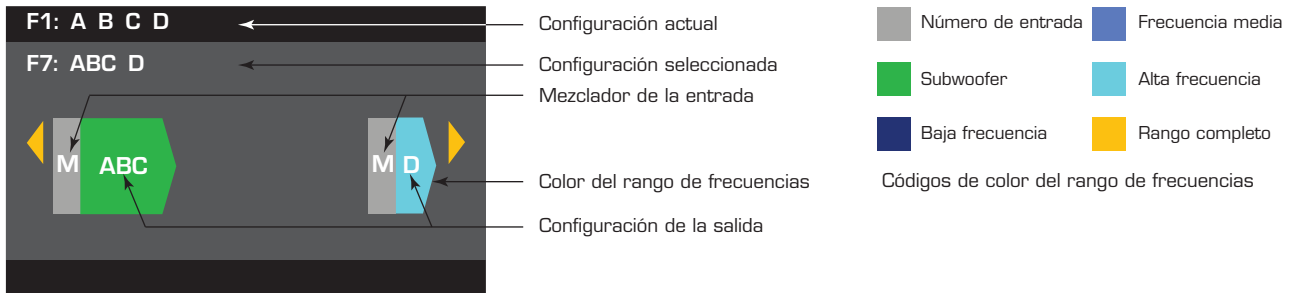 F1: A B C D
Configuración actual
F7: ABC D
Configuración seleccionada
Mezclador de la entrada
M ABC
M D
Color del rango de frecuencias
Configuración de la salida
Número de entrada
Frecuencia media
Subwoofer
Alta frecuencia
Baja frecuencia
Rango completo
Códigos de color del rango de frecuencias